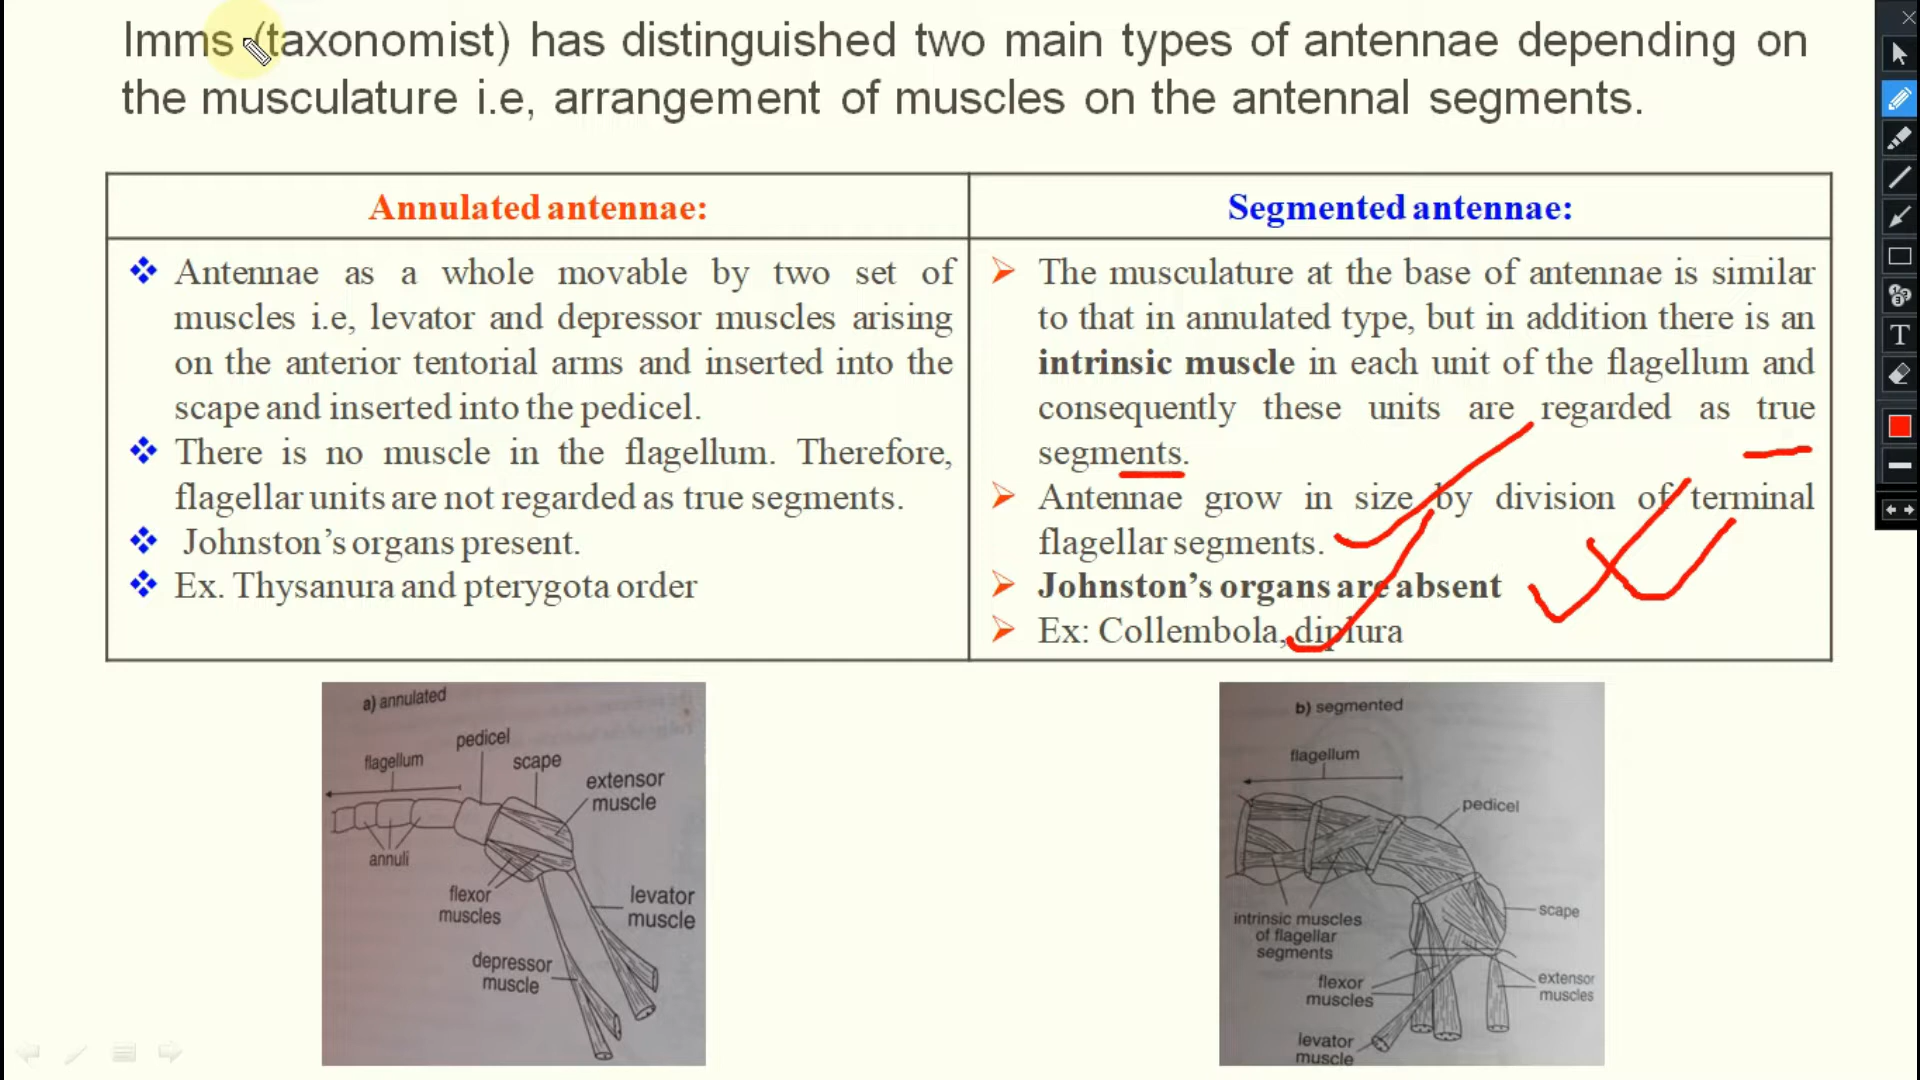 Imms (taxonomist) has distinguished two main types of antennae depending on
the musculature i.e, arrangement of muscles on the antennal segments.
Annulated antennae:
Antennae as a whole movable by two set of
muscles i.e, levator and depressor muscles arising
on the anterior tentorial arms and inserted into the
scape and inserted into the pedicel.
There is no muscle in the flagellum. Therefore,
flagellar units are not regarded as true segments.
Johnston’s organs present.
Ex. Thysanura and pterygota order
Segmented antennae:
The musculature at the base of antennae is similar
to that in annulated type, but in addition there is an
intrinsic muscle in each unit of the flagellum and
consequently these units are regarded as true
segments.
Antennae grow in size by division of terminal
flagellar segments.
Johnston’s organs are absent
Ex: Collembola, diplura
a) annulated
pedicel
flagellum
scape
extensor
muscle
annuli
flexor
muscles
levator
muscle
depressor
muscle
b) segmented
flagellum
pedicel
scape
intrinsic muscles
of flagellar
segments
flexor
muscles
extensor
muscles
levator
muscle
T